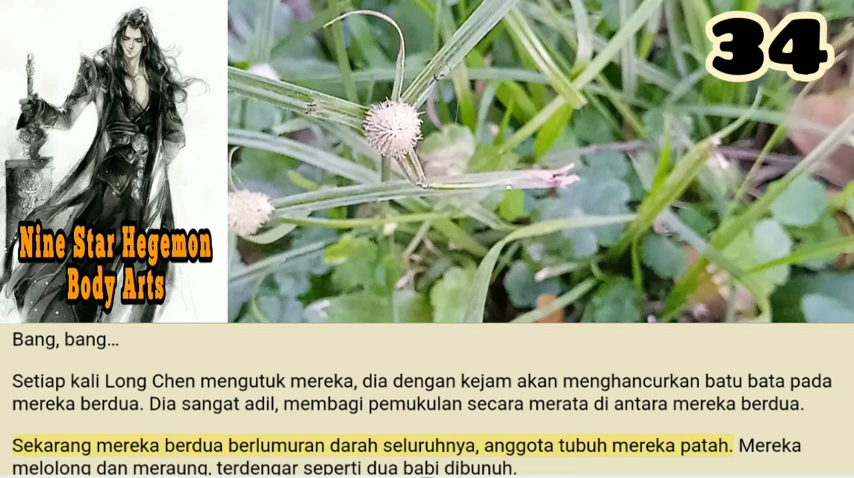 34
Nine Star Hegemon
Body Arts
Bang, bang...
Setiap kali Long Chen mengutuk mereka, dia dengan kejam akan menghancurkan batu bata pada
mereka berdua. Dia sangat adil, membagi pemukulan secara merata di antara mereka berdua.
Sekarang mereka berdua berlumuran darah seluruhnya, anggota tubuh mereka patah. Mereka
melolong dan meraung, terdengar seperti dua babi dibunuh.